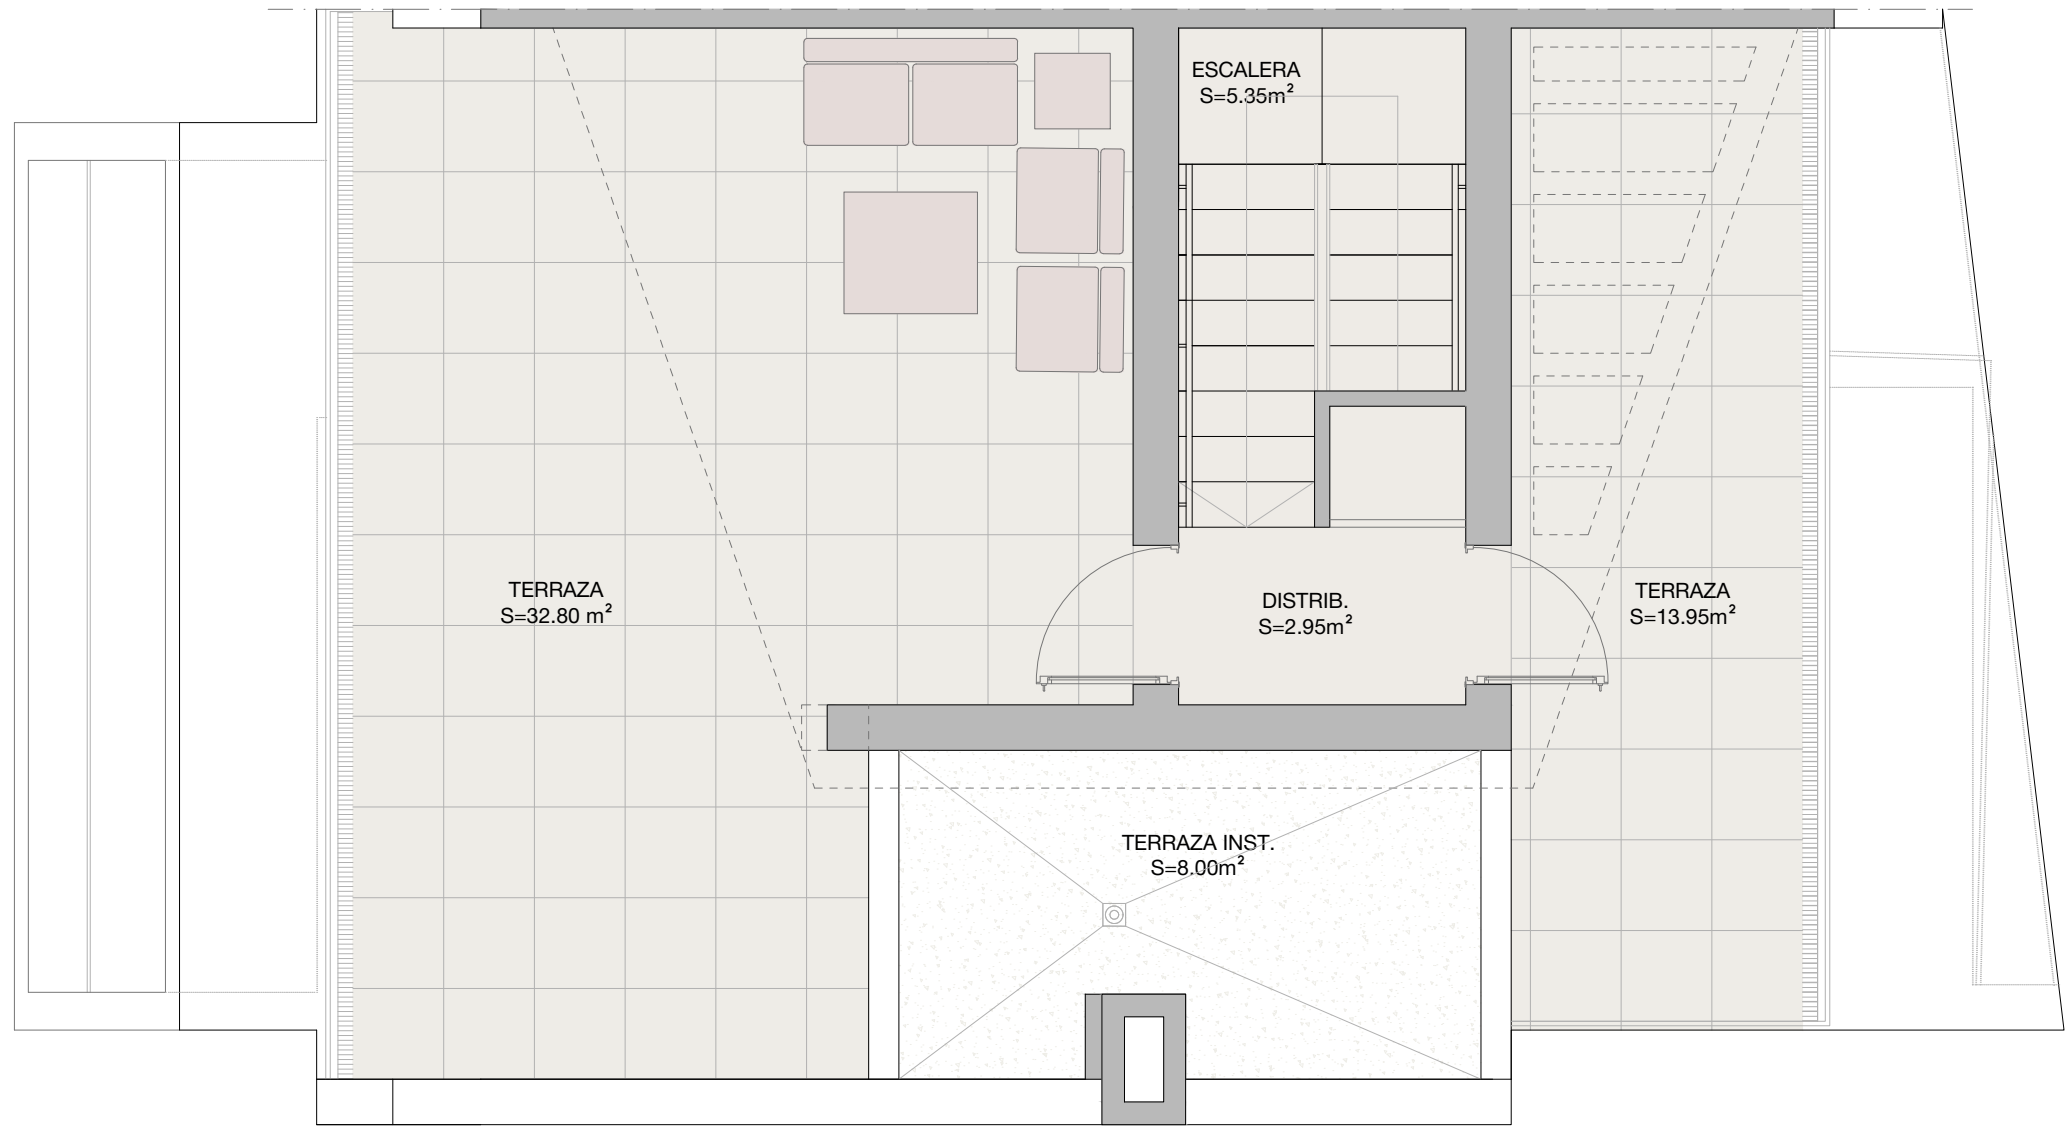 ESCALERA
S=5.35m²
TERRAZA
S=32.80 m²
DISTRIB.
S=2.95m²
TERRAZA
S=13.95m²
TERRAZA INST.
S=8.00m²